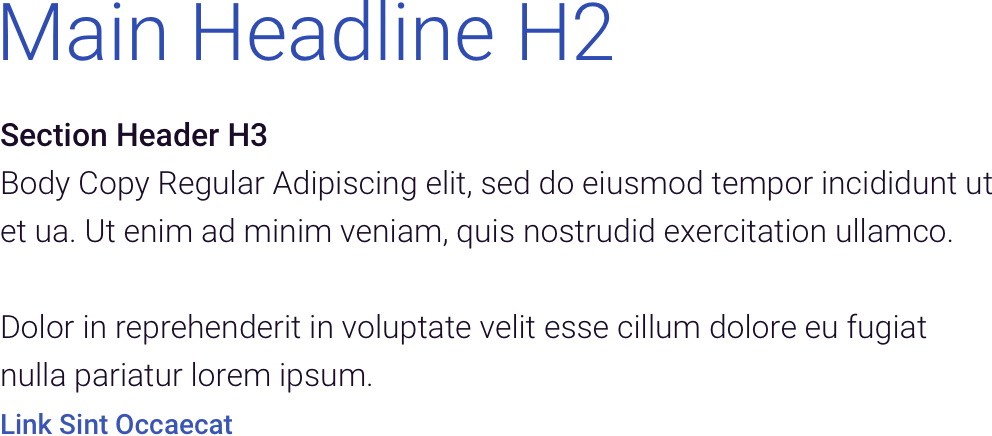 Main Headline H2
Section Header H3
Body Copy Regular Adipiscing elit, sed do eiusmod tempor incididunt ut
et ua. Ut enim ad minim veniam, quis nostrudid exercitation ullamco.
Dolor in reprehenderit in voluptate velit esse cillum dolore eu fugiat
nulla pariatur lorem ipsum.
Link Sint Occaecat